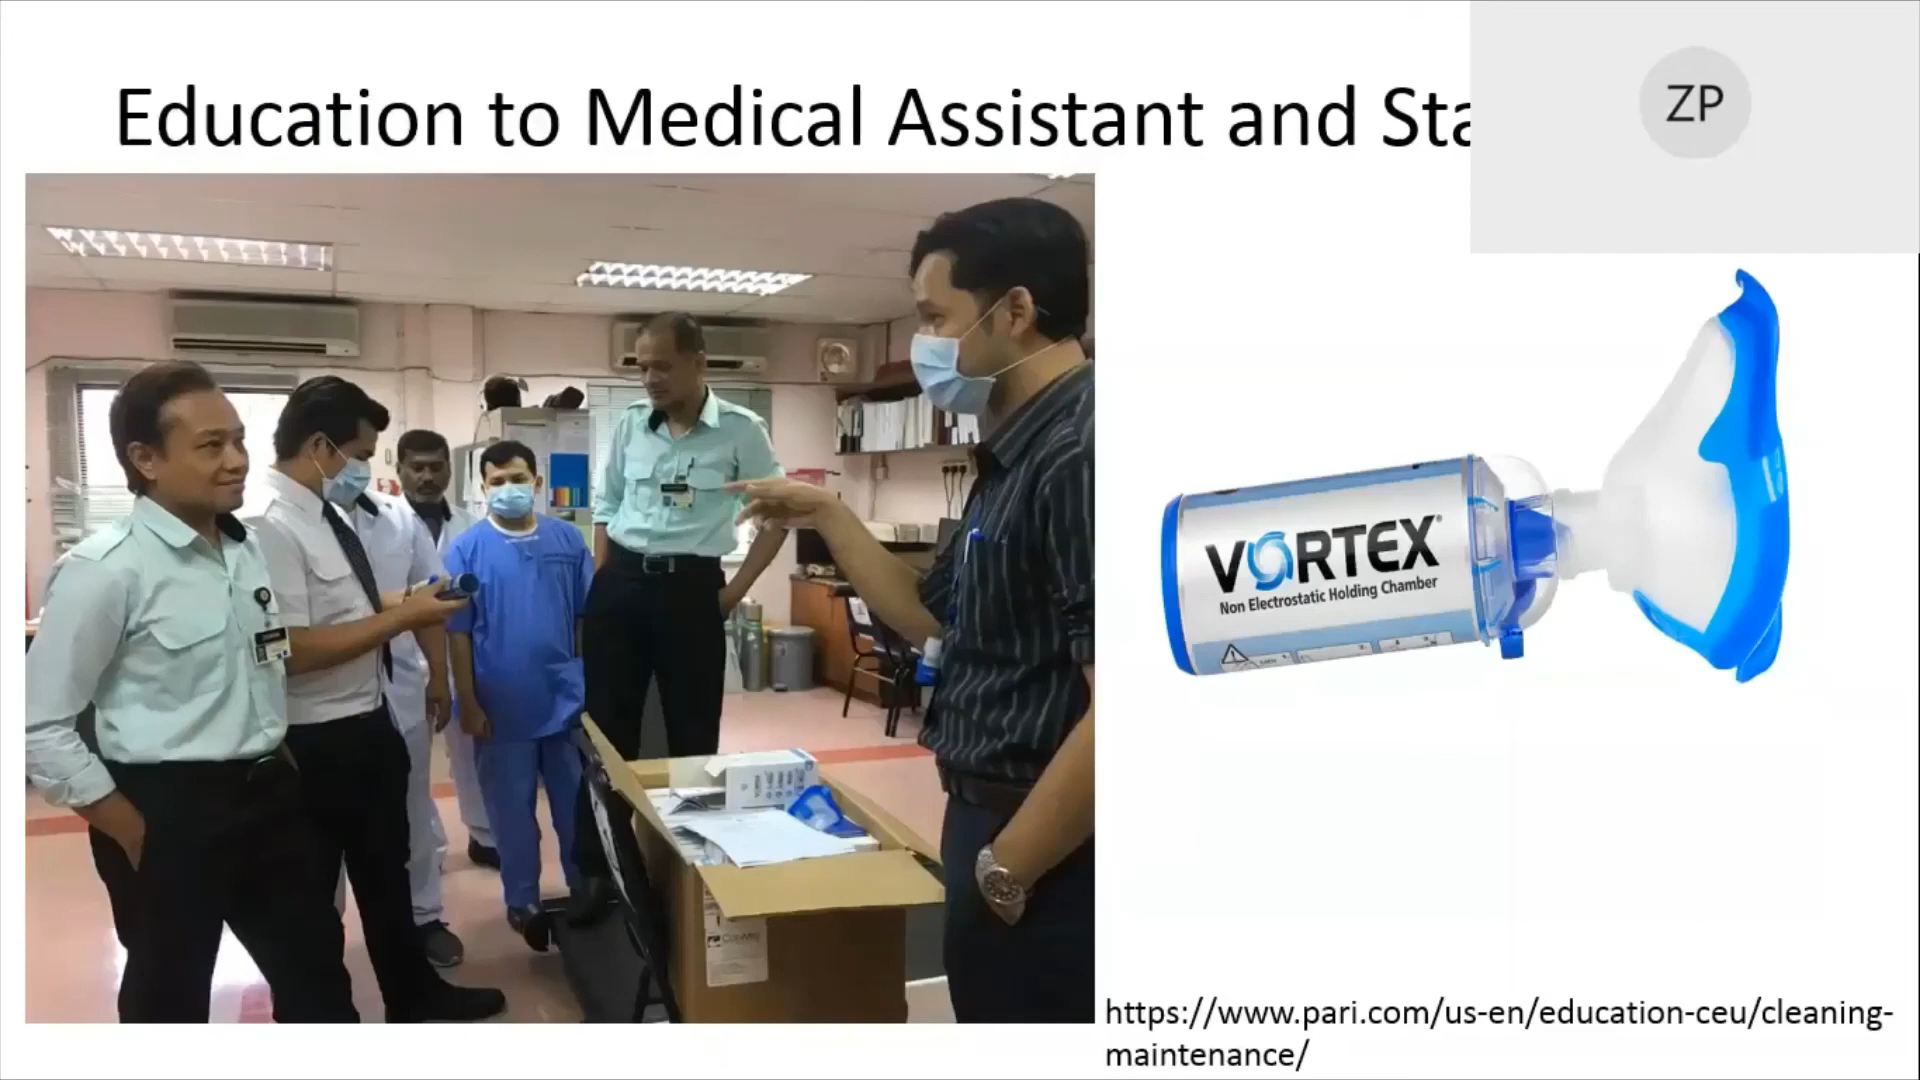 Education to Medical Assistant and Sta
ZP
VORTEX®
Non Electrostatic Holding Chamber
https://www.pari.com/us-en/education-ceu/cleaning-
maintenance/